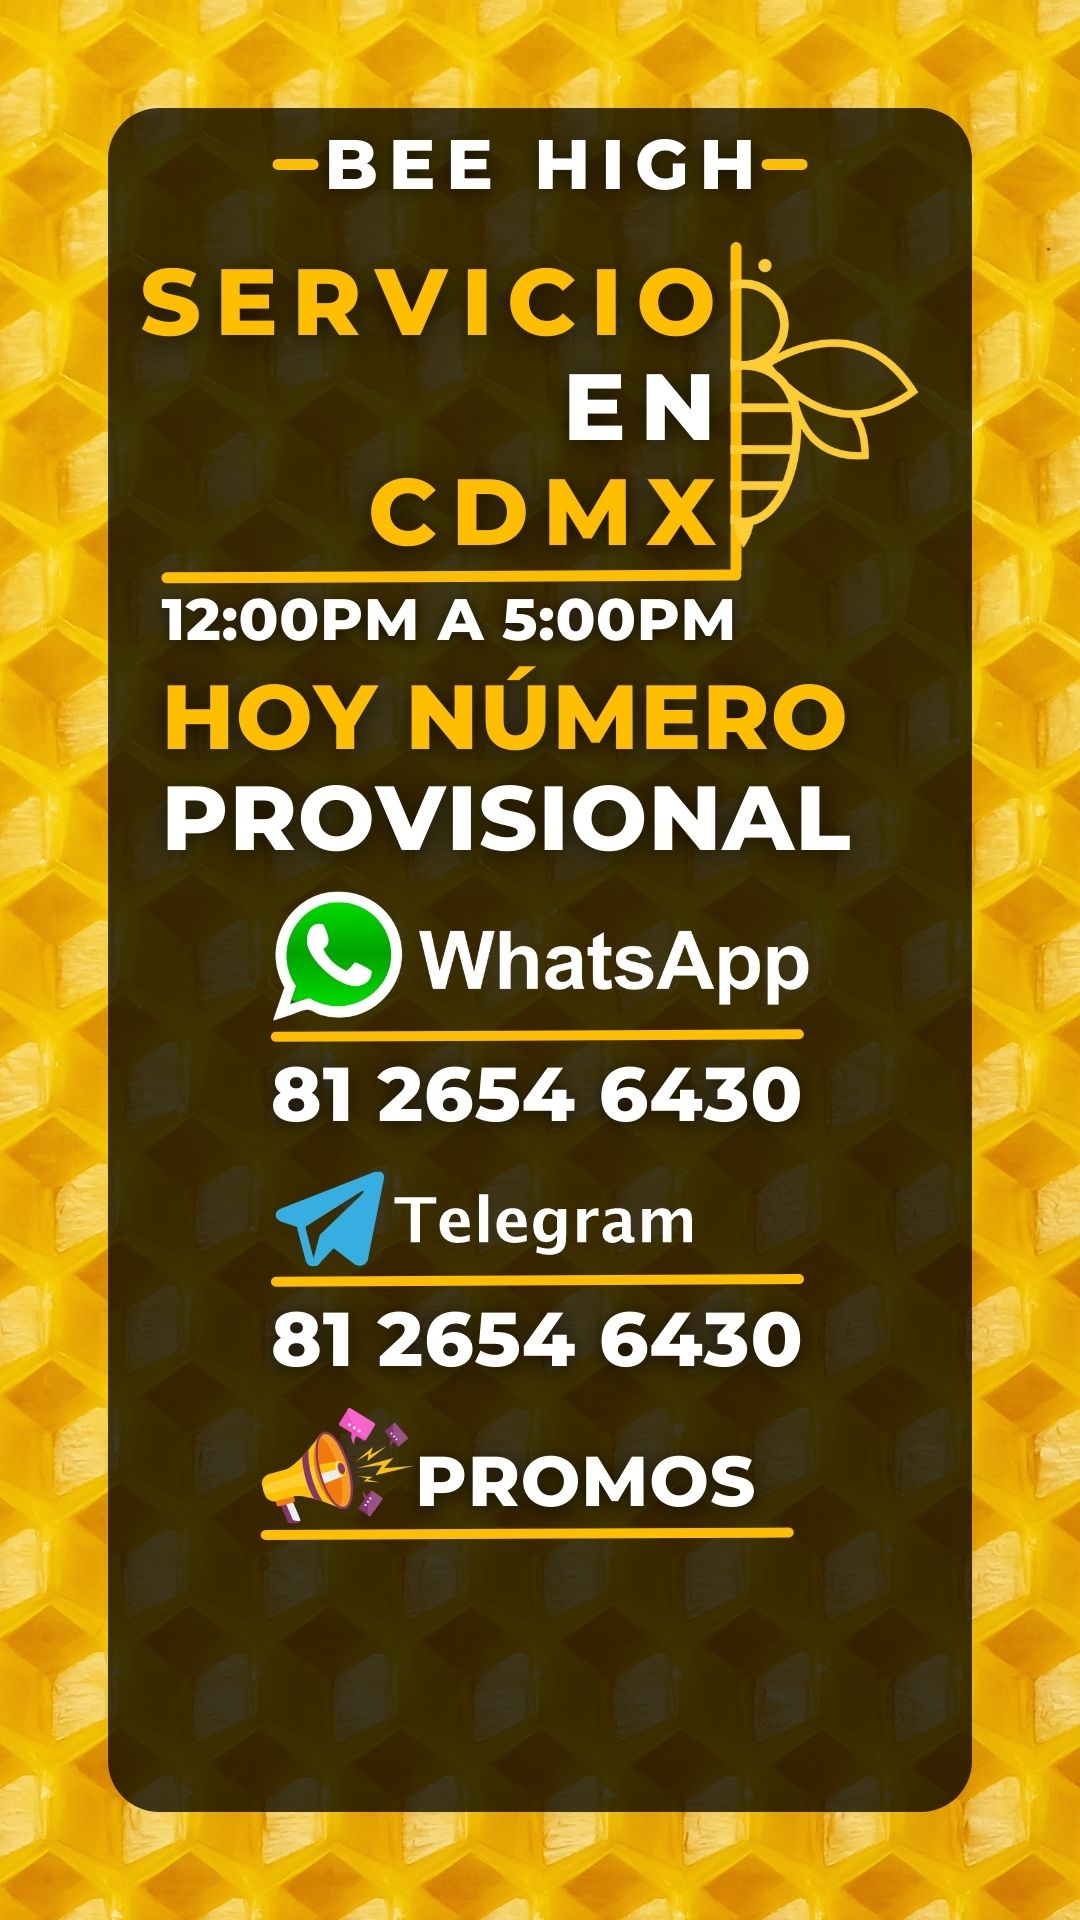 BEE HIGH
SERVICIO
EN
CDMX
12:00PM A 5:00PM
HOY NÚMERO
PROVISIONAL
WhatsApp
81 2654 6430
Telegram
81 2654 6430
PROMOS